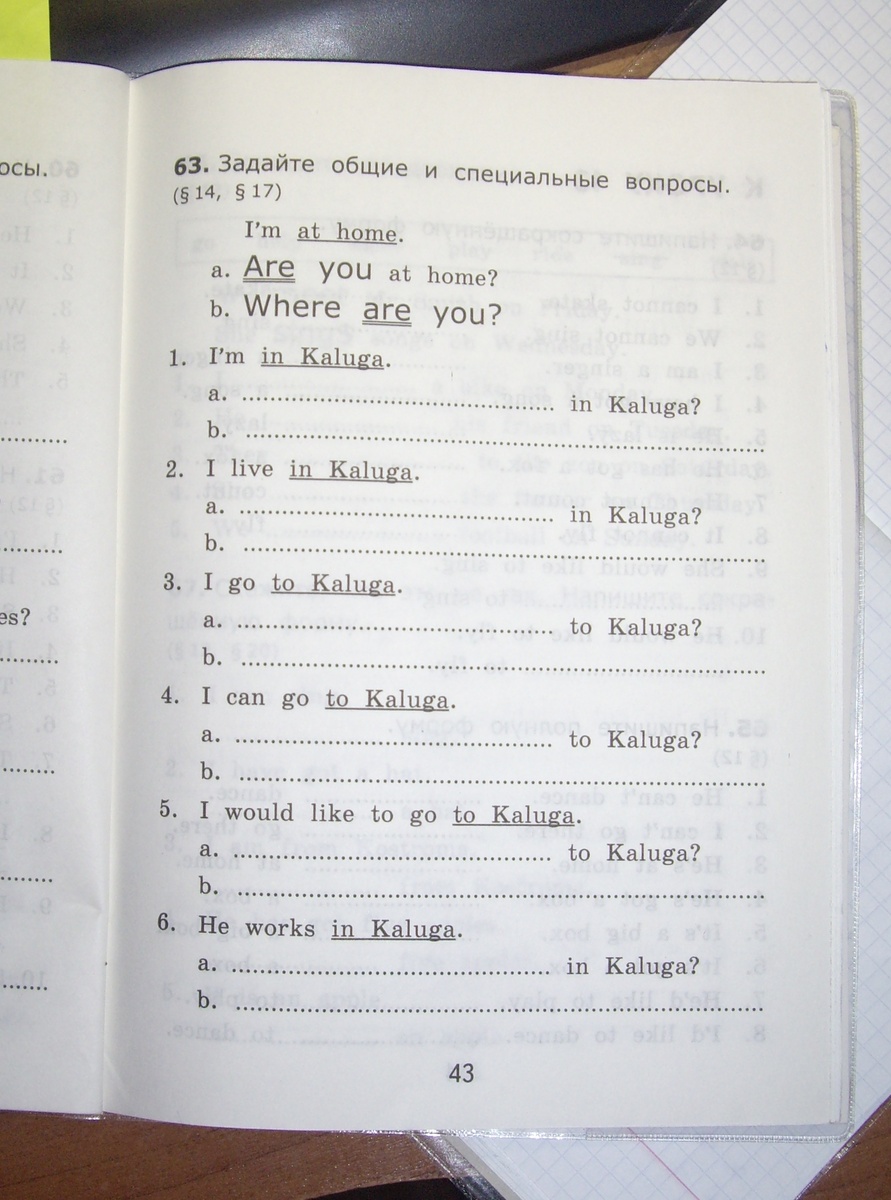 осы.
es?
63. Задайте общие и специальные вопросы.
(§ 14, § 17)
I'm at home.
a. Are you at home?
b. Where are you?
1. I'm in Kaluga.
a. .......................................... in Kaluga?
b. ......................................................................
2. I live in Kaluga.
a. .......................................... in Kaluga?
b. ......................................................................
3. I go to Kaluga.
a. .......................................... to Kaluga?
b. ......................................................................
4. I can go to Kaluga.
a. .......................................... to Kaluga?
b. ......................................................................
5. I would like to go to Kaluga.
a. .......................................... to Kaluga?
b. ......................................................................
6. He works in Kaluga.
a. .......................................... in Kaluga?
b. ......................................................................
43